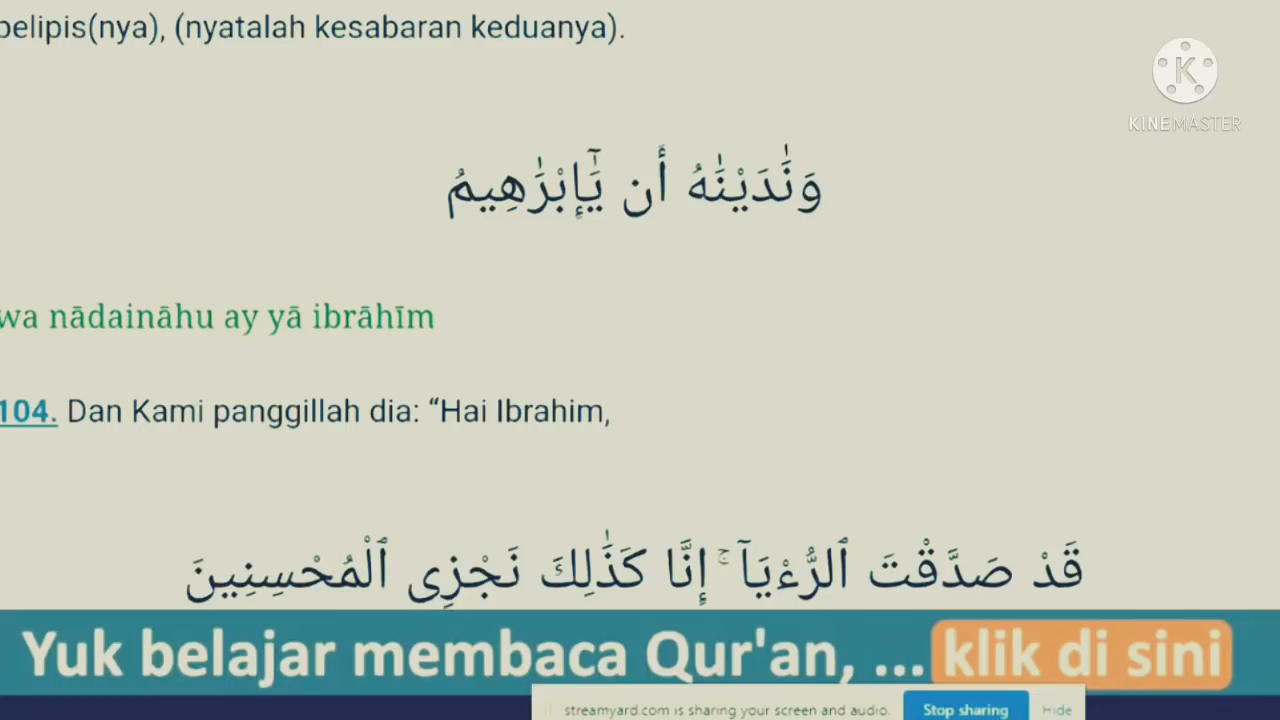 pelipis(nya), (nyatalah kesabaran keduanya).
KINEMASTER
وَنَٰدَيْنَٰهُ أَن يَٰٓإِبْرَٰهِيمُ
wa nādaināhu ay yā ibrāhīm
104. Dan Kami panggillah dia: “Hai Ibrahim,
قَدْ صَدَّقْتَ ٱلرُّءْيَآ ۚ إِنَّا كَذَٰلِكَ نَجْزِى ٱلْمُحْسِنِينَ
Yuk belajar membaca Qur'an, ... klik di sini
streamyard.com is sharing your screen and audio. Stop sharing Hide